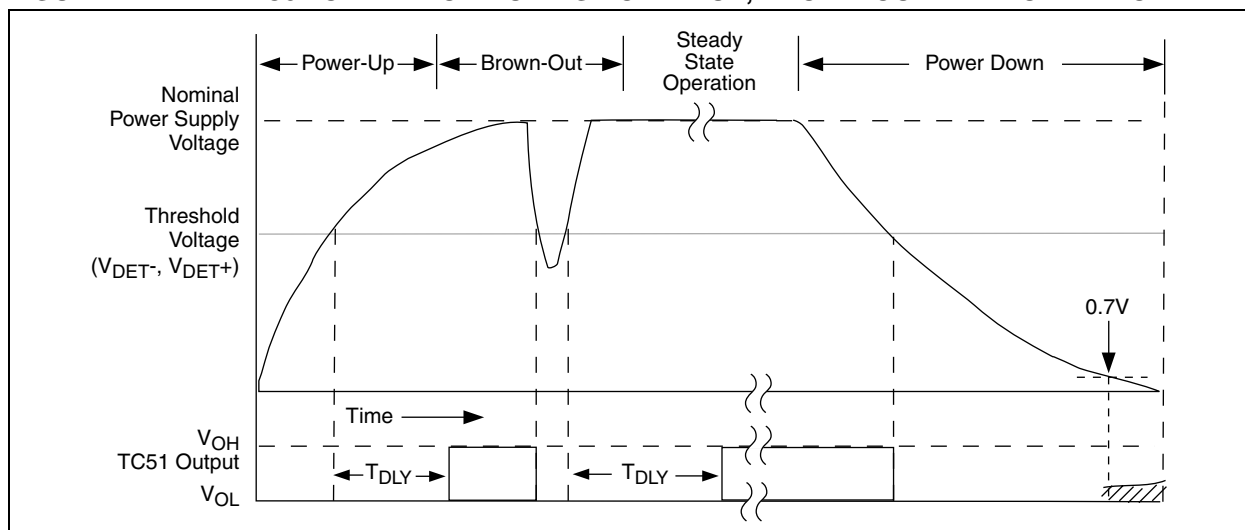 Power-Up
Brown-Out
Steady
State
Operation
Power Down
Nominal
Power Supply
Voltage
Threshold
Voltage
(VDET-, VDET+)
0.7V
Time
VOH
TC51 Output
VOL
TDLY
TDLY